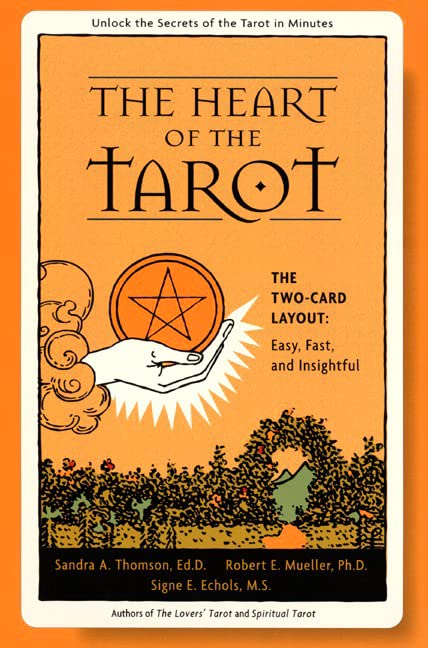 Unlock the Secrets of the Tarot in Minutes
THE HEART
OF THE
TAROT
THE
TWO-CARD
LAYOUT:
Easy, Fast,
and Insightful
Sandra A. Thomson, Ed.D. Robert E. Mueller, Ph.D.
Signe E. Echols, M.S.
Authors of The Lovers' Tarot and Spiritual Tarot